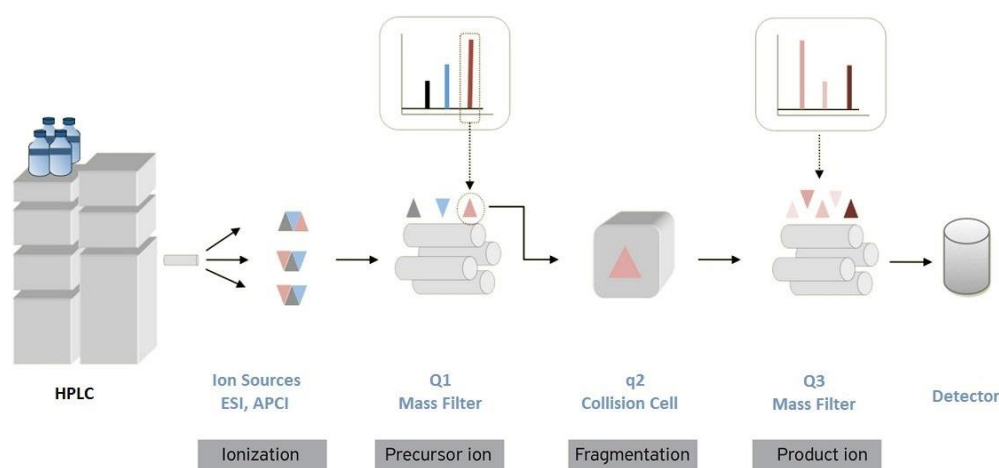 HPLC
Ion Sources
ESI, APCI
Q1
Mass Filter
q2
Collision Cell
Q3
Mass Filter
Detector
Ionization
Precursor ion
Fragmentation
Product ion